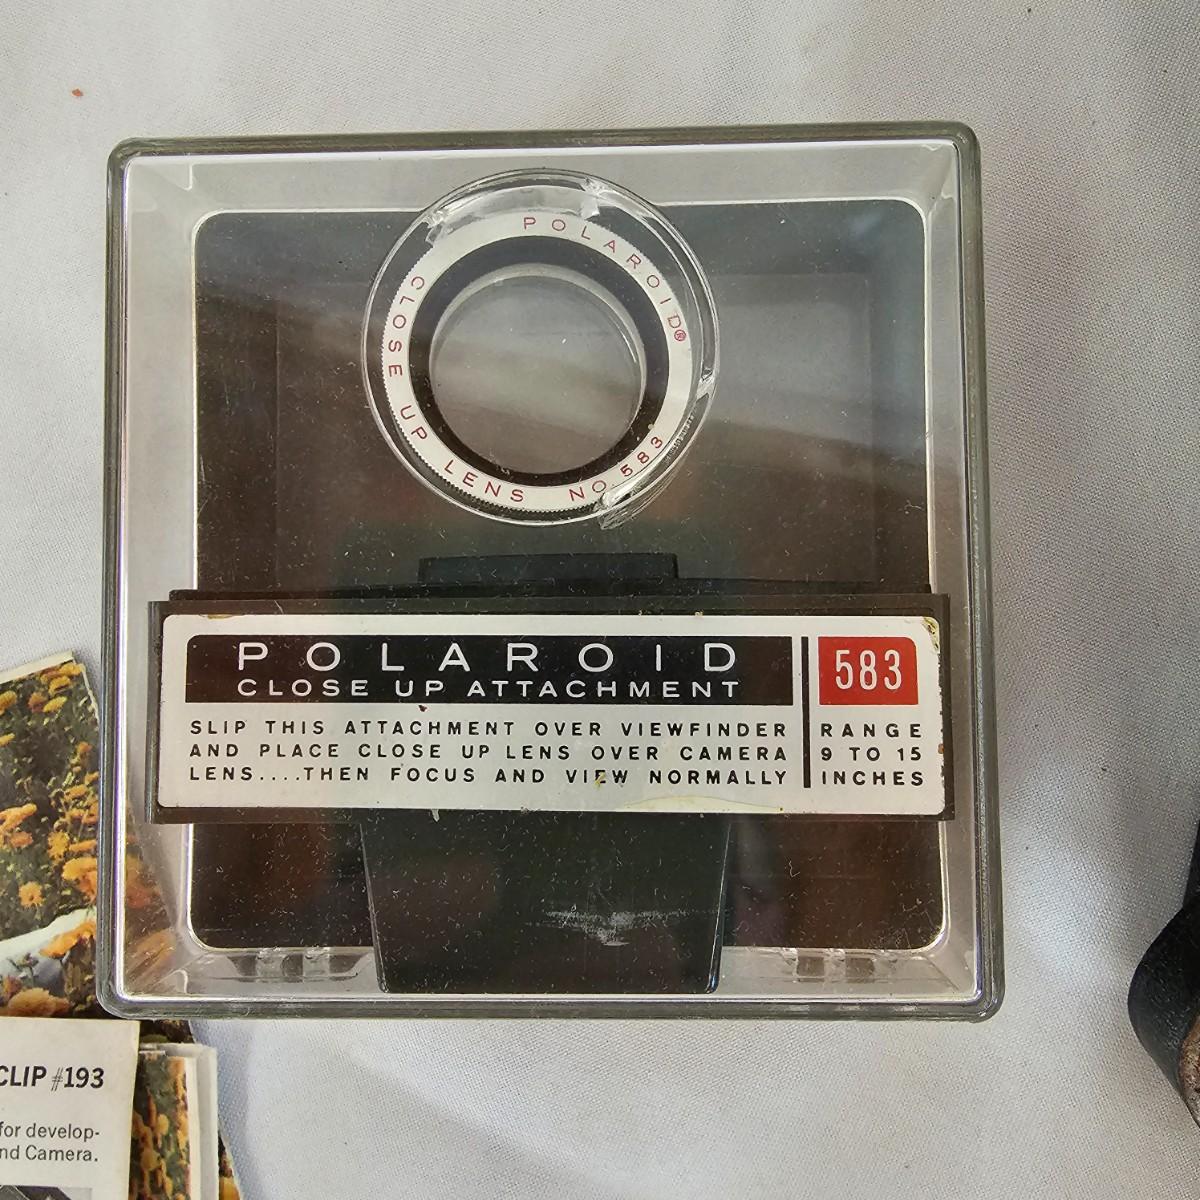 POLAROID®
CLOSE UP LENS NO. 583
POLAROID
CLOSE UP ATTACHMENT
SLIP THIS ATTACHMENT OVER VIEWFINDER
AND PLACE CLOSE UP LENS OVER CAMERA
LENS....THEN FOCUS AND VIEW NORMALLY
583
RANGE
9 TO 15
INCHES
CLIP #193
for develop-
nd Camera.